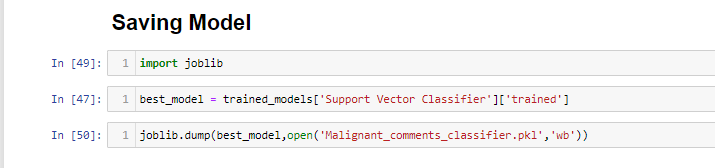 Saving Model
In [49]: 1 import joblib
In [47]: 1 best_model = trained_models['Support Vector Classifier']['trained']
In [50]: 1 joblib.dump(best_model,open('Malignant_comments_classifier.pkl','wb'))